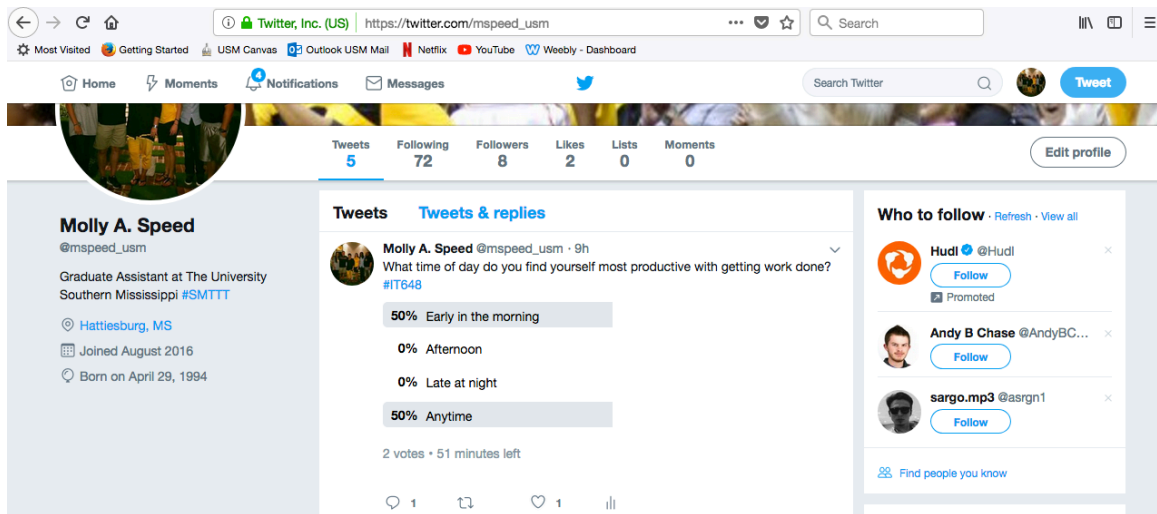 Twitter, Inc. (US) https://twitter.com/mspeed_usm ••• Search
Most Visited Getting Started USM Canvas Outlook USM Mail Netflix YouTube Weebly - Dashboard
Home Moments 4 Notifications Messages Search Twitter Tweet
Tweets Following Followers Likes Lists Moments
5 72 8 2 0 0
Edit profile
Molly A. Speed
@mspeed_usm
Graduate Assistant at The University
Southern Mississippi #SMTTT
Hattiesburg, MS
Joined August 2016
Born on April 29, 1994
Tweets Tweets & replies
Molly A. Speed @mspeed_usm · 9h
What time of day do you find yourself most productive with getting work done?
#IT648
50% Early in the morning
0% Afternoon
0% Late at night
50% Anytime
2 votes • 51 minutes left
1 1
Who to follow · Refresh · View all
Hudl @Hudl
Follow
Promoted
Andy B Chase @AndyBC...
Follow
sargo.mp3 @asrgn1
Follow
Find people you know